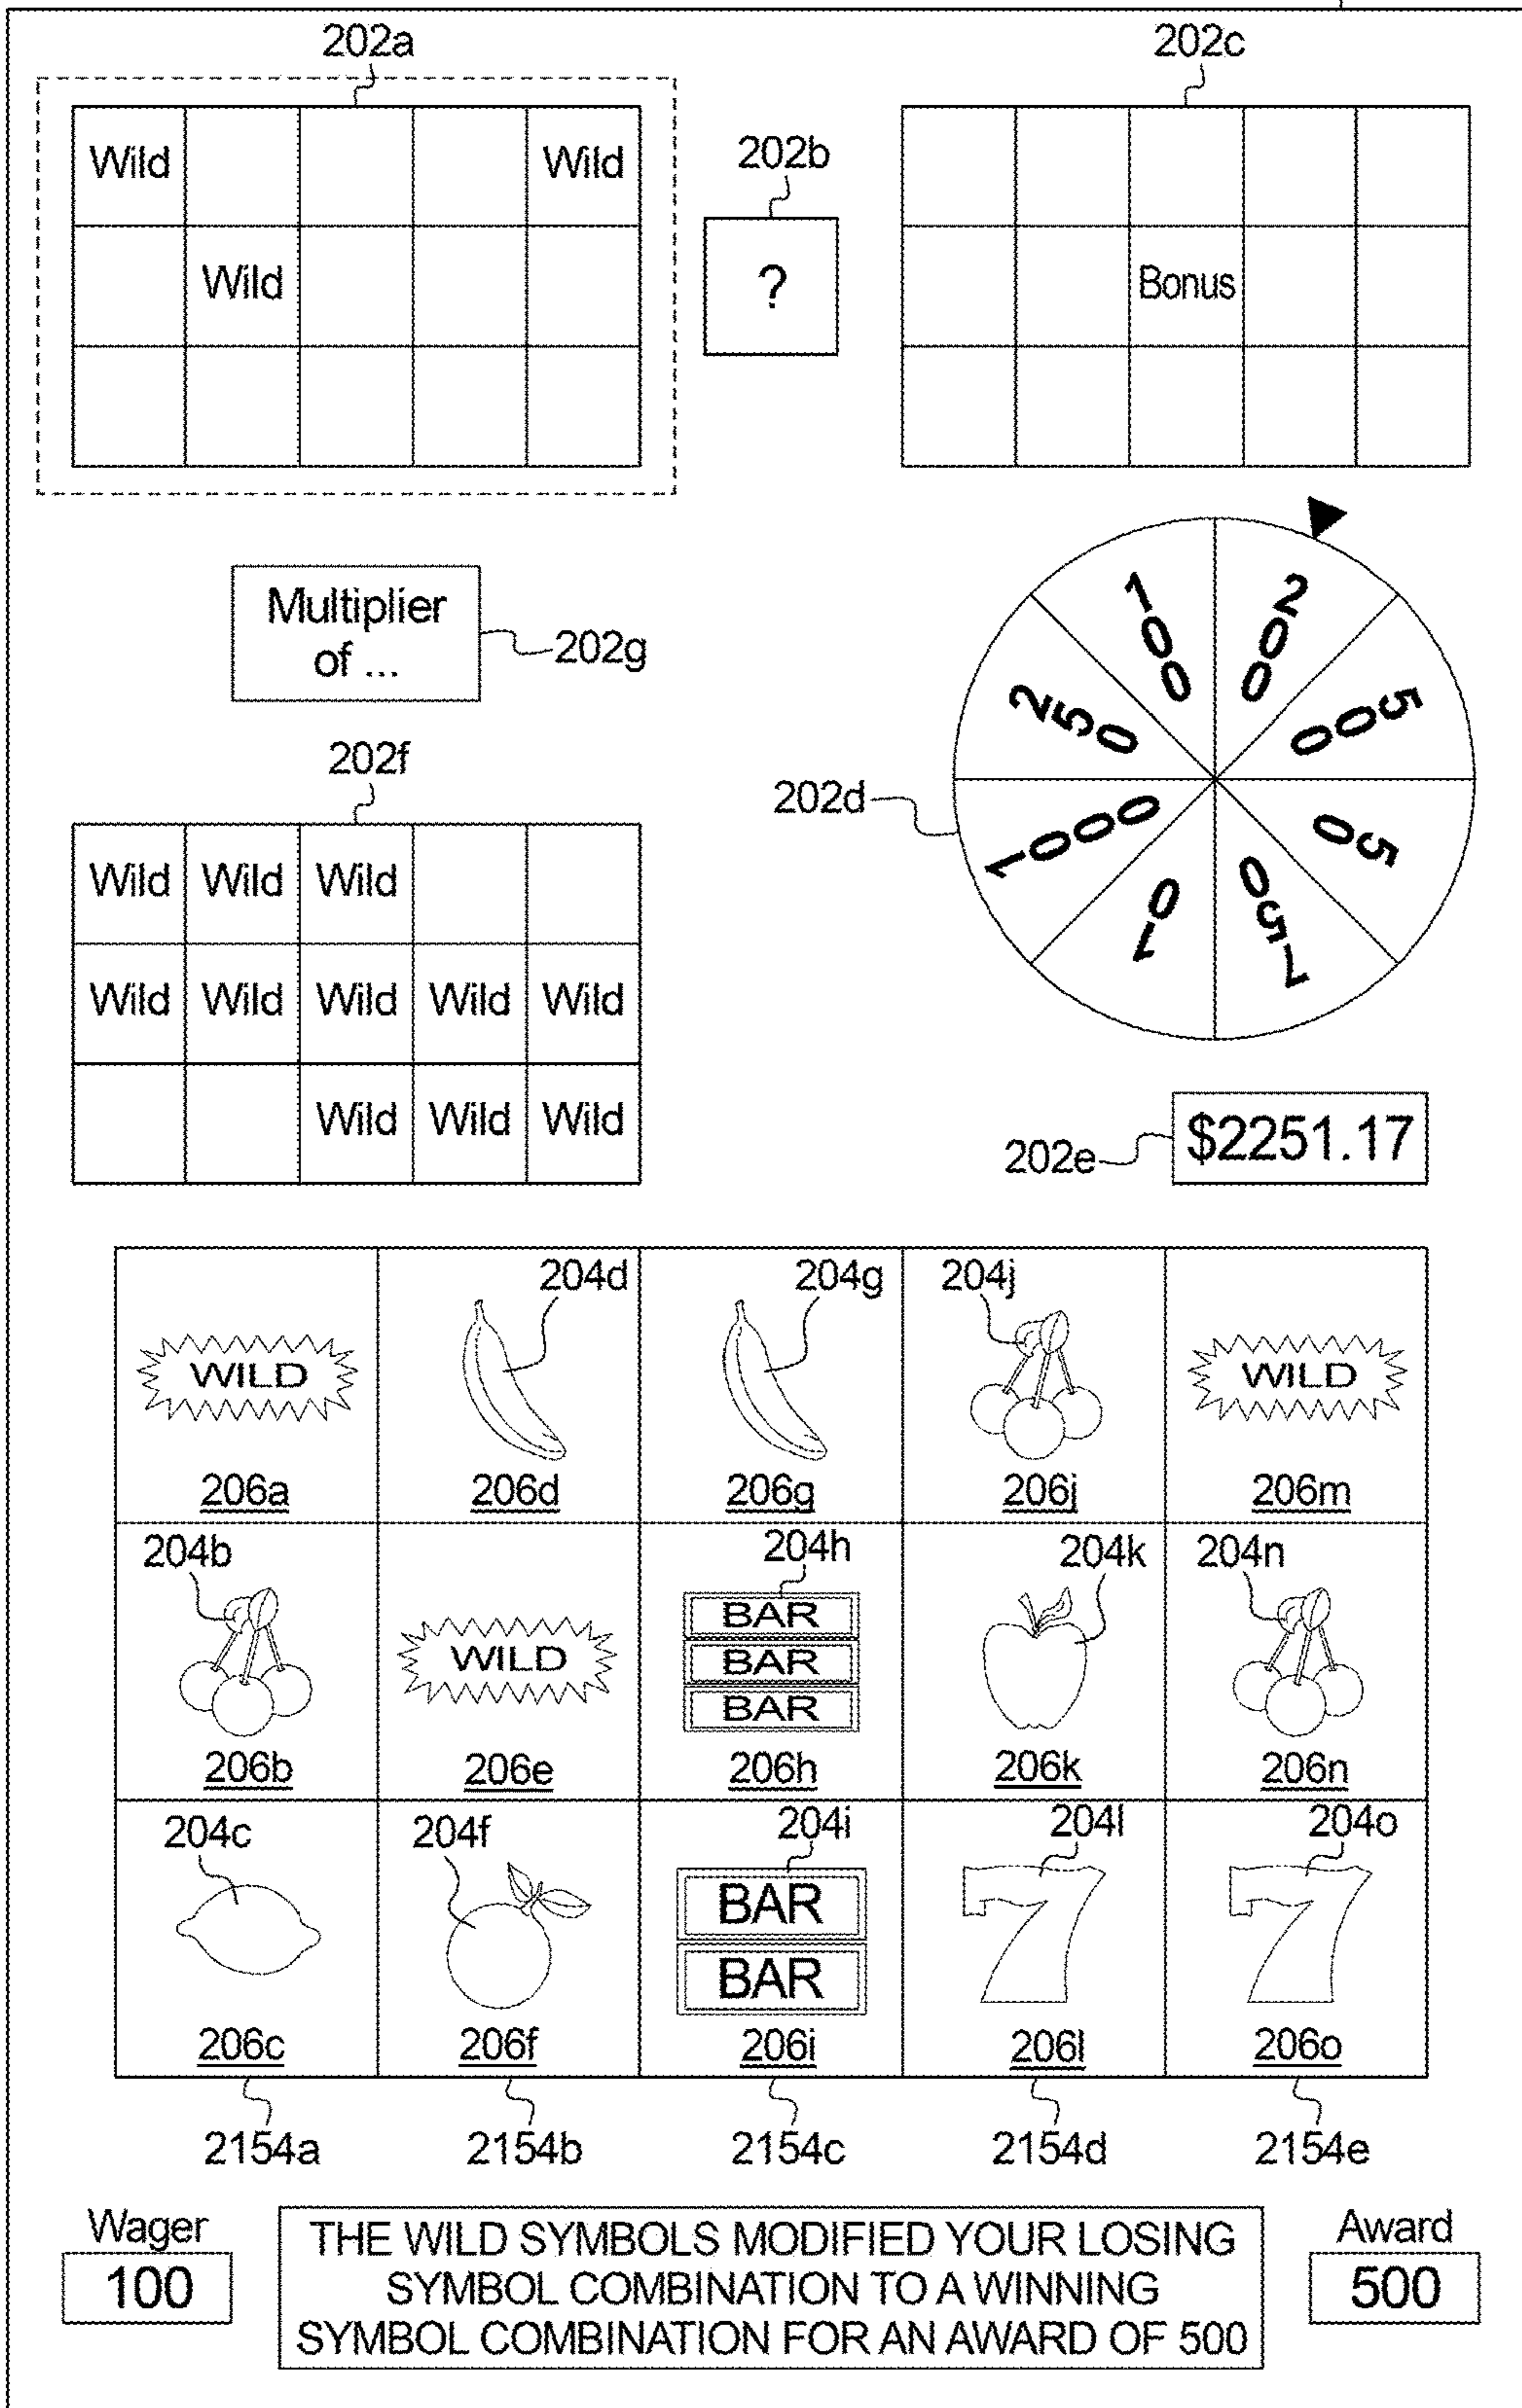 202a
202c
Wild Wild
202b
Wild
?
Bonus
Multiplier
of ...
202g
100
200
250
500
202d
1000
50
10
750
202f
Wild Wild Wild
Wild Wild Wild Wild Wild
Wild Wild Wild
202e
$2251.17
204d 204g 204j
WILD WILD
206a 206d 206g 206j 206m
204b 204h 204k 204n
BAR
WILD BAR
BAR
206b 206e 206h 206k 206n
204c 204f 204i 204l 204o
BAR
BAR
206c 206f 206i 206l 206o
2154a 2154b 2154c 2154d 2154e
Wager
100
THE WILD SYMBOLS MODIFIED YOUR LOSING
SYMBOL COMBINATION TO A WINNING
SYMBOL COMBINATION FOR AN AWARD OF 500
Award
500